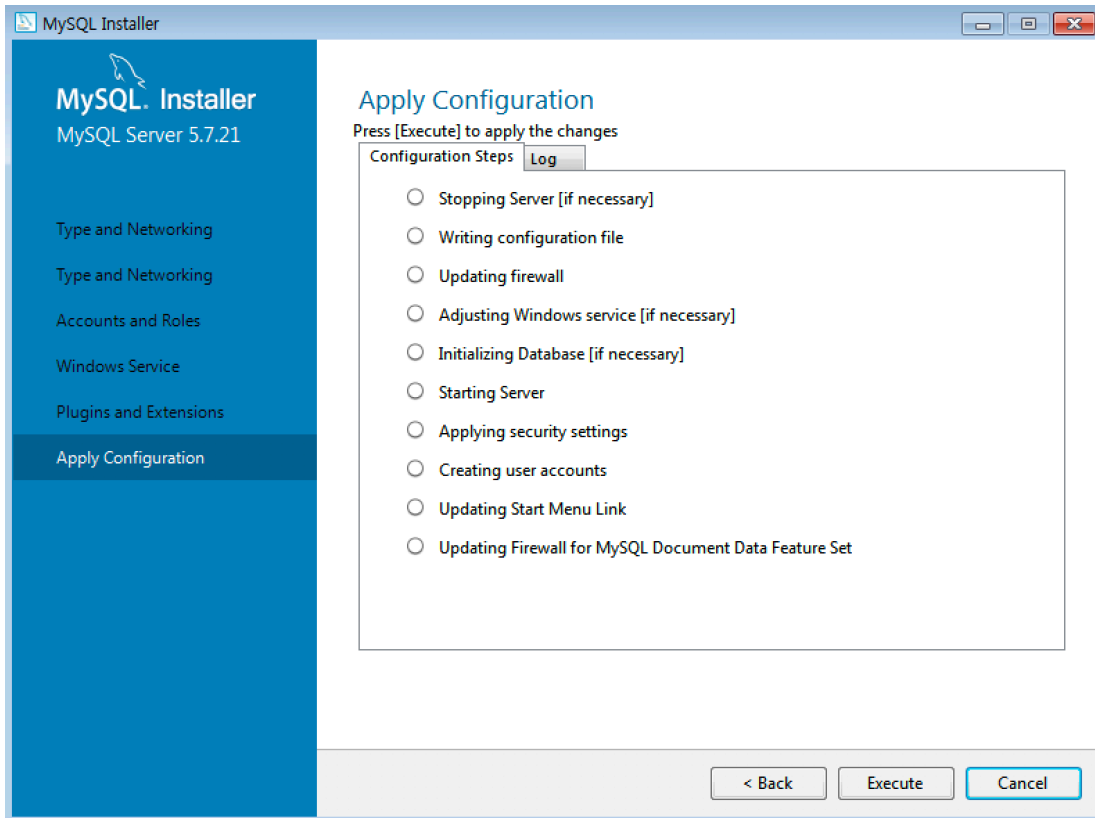 MySQL Installer
MySQL. Installer
MySQL Server 5.7.21
Type and Networking
Type and Networking
Accounts and Roles
Windows Service
Plugins and Extensions
Apply Configuration
Apply Configuration
Press [Execute] to apply the changes
Configuration Steps
Log
Stopping Server [if necessary]
Writing configuration file
Updating firewall
Adjusting Windows service [if necessary]
Initializing Database [if necessary]
Starting Server
Applying security settings
Creating user accounts
Updating Start Menu Link
Updating Firewall for MySQL Document Data Feature Set
< Back
Execute
Cancel